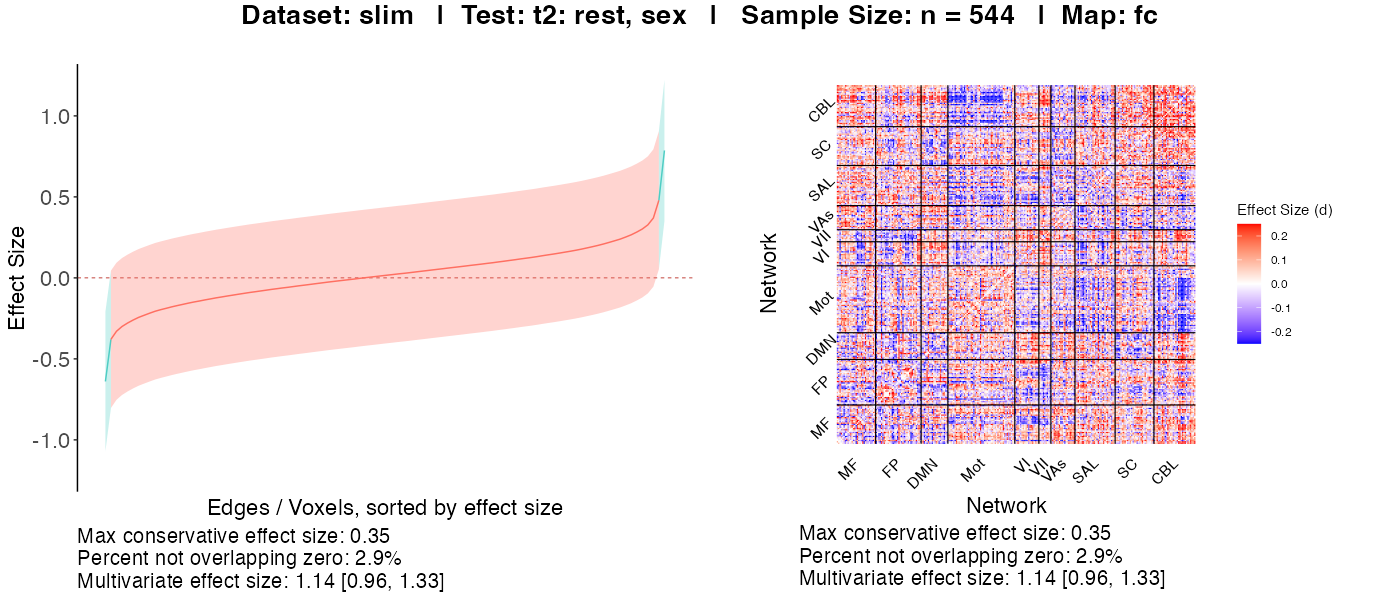 Dataset: slim | Test: t2: rest, sex | Sample Size: n = 544 | Map: fc
Effect Size
1.0
0.5
0.0
-0.5
-1.0
Edges / Voxels, sorted by effect size
Max conservative effect size: 0.35
Percent not overlapping zero: 2.9%
Multivariate effect size: 1.14 [0.96, 1.33]
Network
CBL
SC
SAL
VAs
VII
VI
Mot
DMN
FP
MF
MF
FP
DMN
Mot
VI
VII
VAs
SAL
SC
CBL
Network
Max conservative effect size: 0.35
Percent not overlapping zero: 2.9%
Multivariate effect size: 1.14 [0.96, 1.33]
Effect Size (d)
0.2
0.1
0.0
-0.1
-0.2